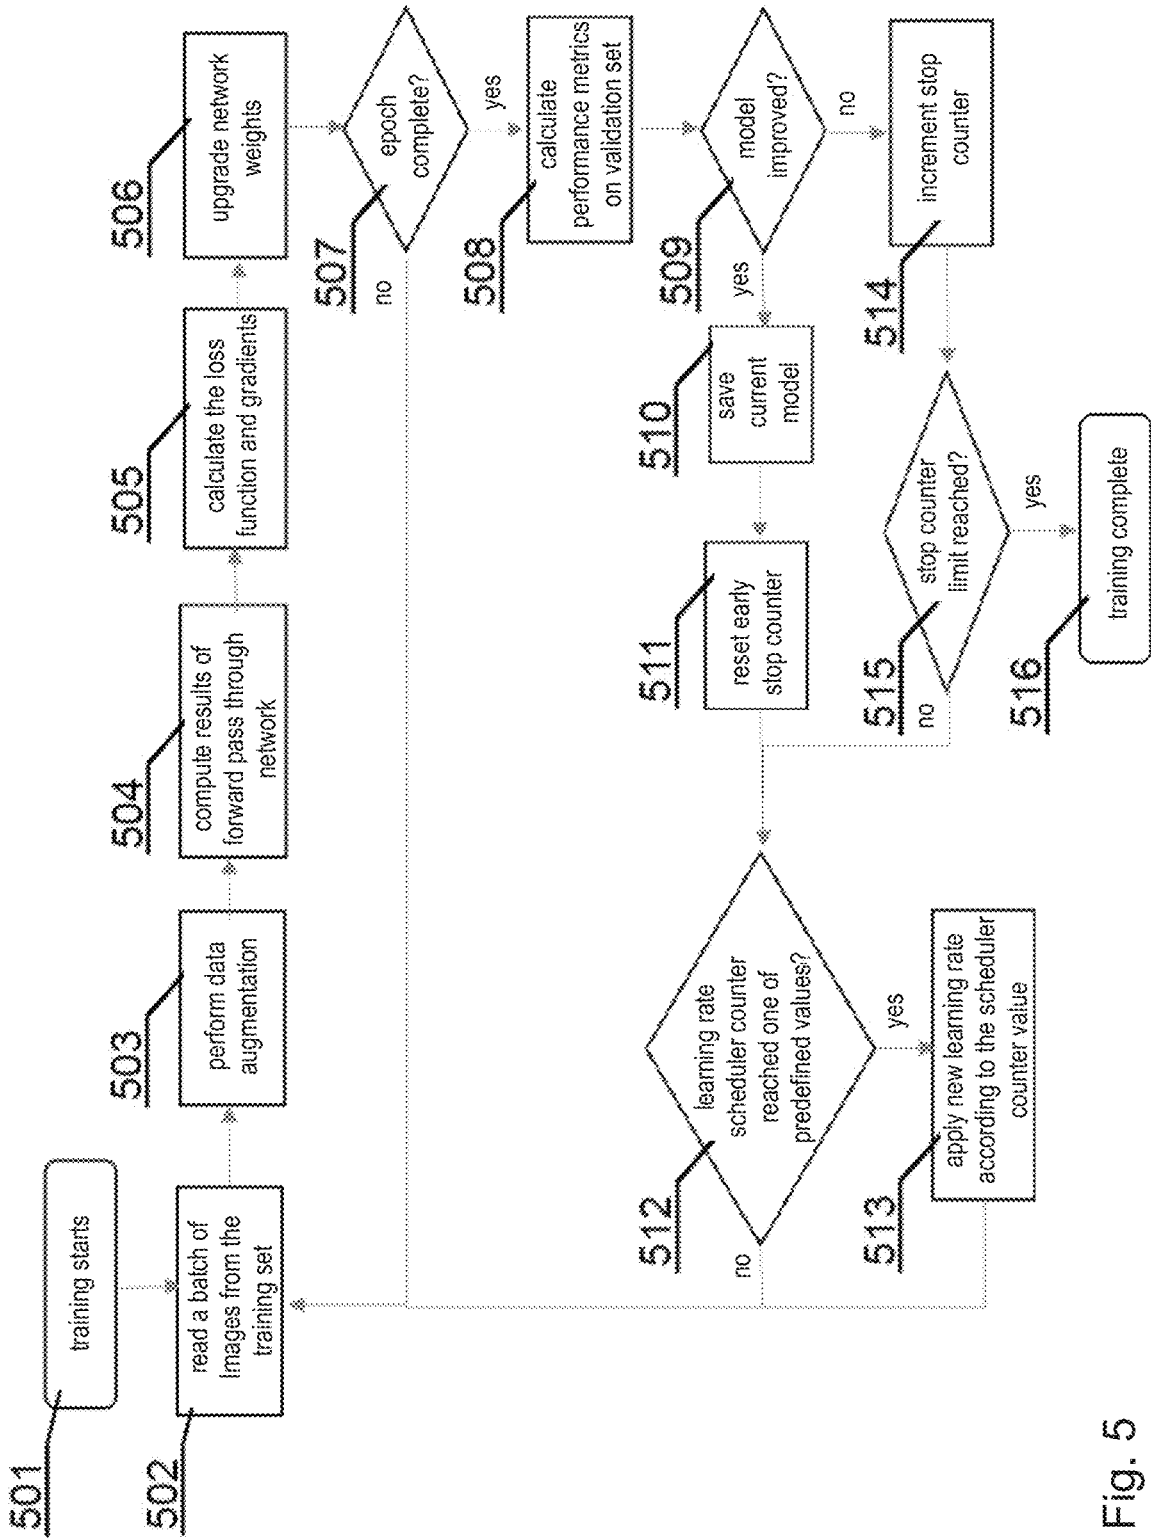 501
training starts
502
read a batch of
Images from the
training set
503
perform data
augmentation
504
compute results of
forward pass through
network
505
calculate the loss
function and gradients
506
upgrade network
weights
507
epoch
complete?
no
yes
508
calculate
performance metrics
on validation set
509
model
improved?
yes
no
510
save
current
model
511
reset early
stop counter
512
learning rate
scheduler counter
reached one of
predefined values?
no
yes
513
apply new learning rate
according to the scheduler
counter value
514
increment stop
counter
515
stop counter
limit reached?
no
yes
516
training complete
Fig. 5